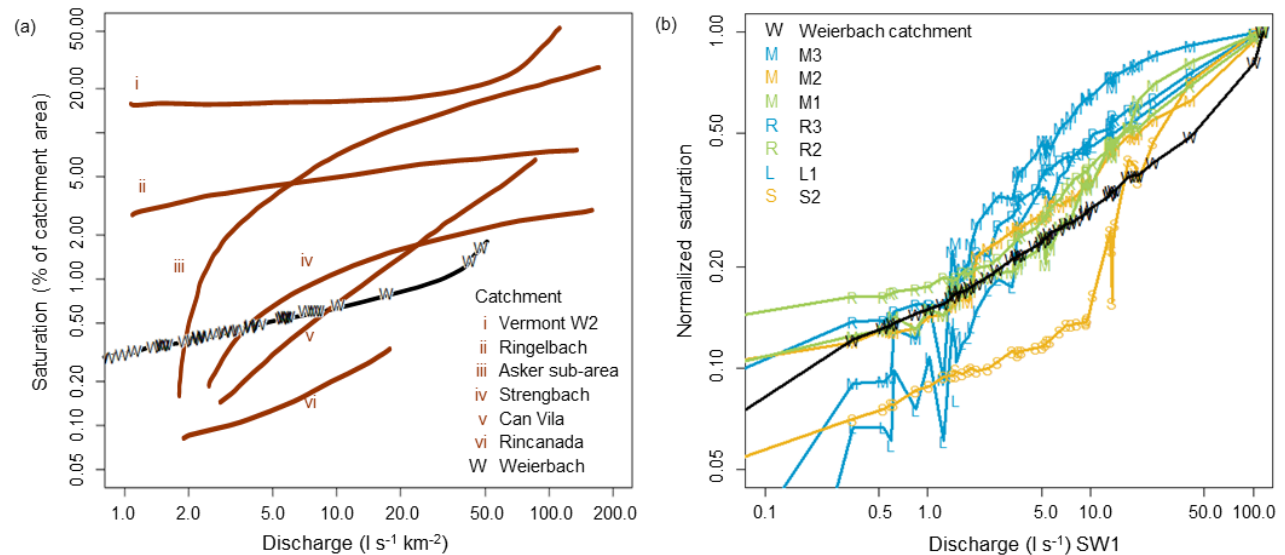 (a)
Saturation (% of catchment area)
50.00
20.00
5.00
2.00
1.00
0.50
0.20
0.10
0.05
i
ii
iii
iv
v
vi
Catchment
i Vermont W2
ii Ringelbach
iii Asker sub-area
iv Strengbach
v Can Vila
vi Rincanada
W Weierbach
1.0 2.0 5.0 10.0 20.0 50.0 100.0 200.0
Discharge (l s⁻¹ km⁻²)
(b)
Normalized saturation
1.00
0.50
0.20
0.10
0.05
W Weierbach catchment
M M3
M M2
M M1
R R3
R R2
L L1
S S2
0.1 0.5 1.0 5.0 10.0 50.0 100.0
Discharge (l s⁻¹) SW1